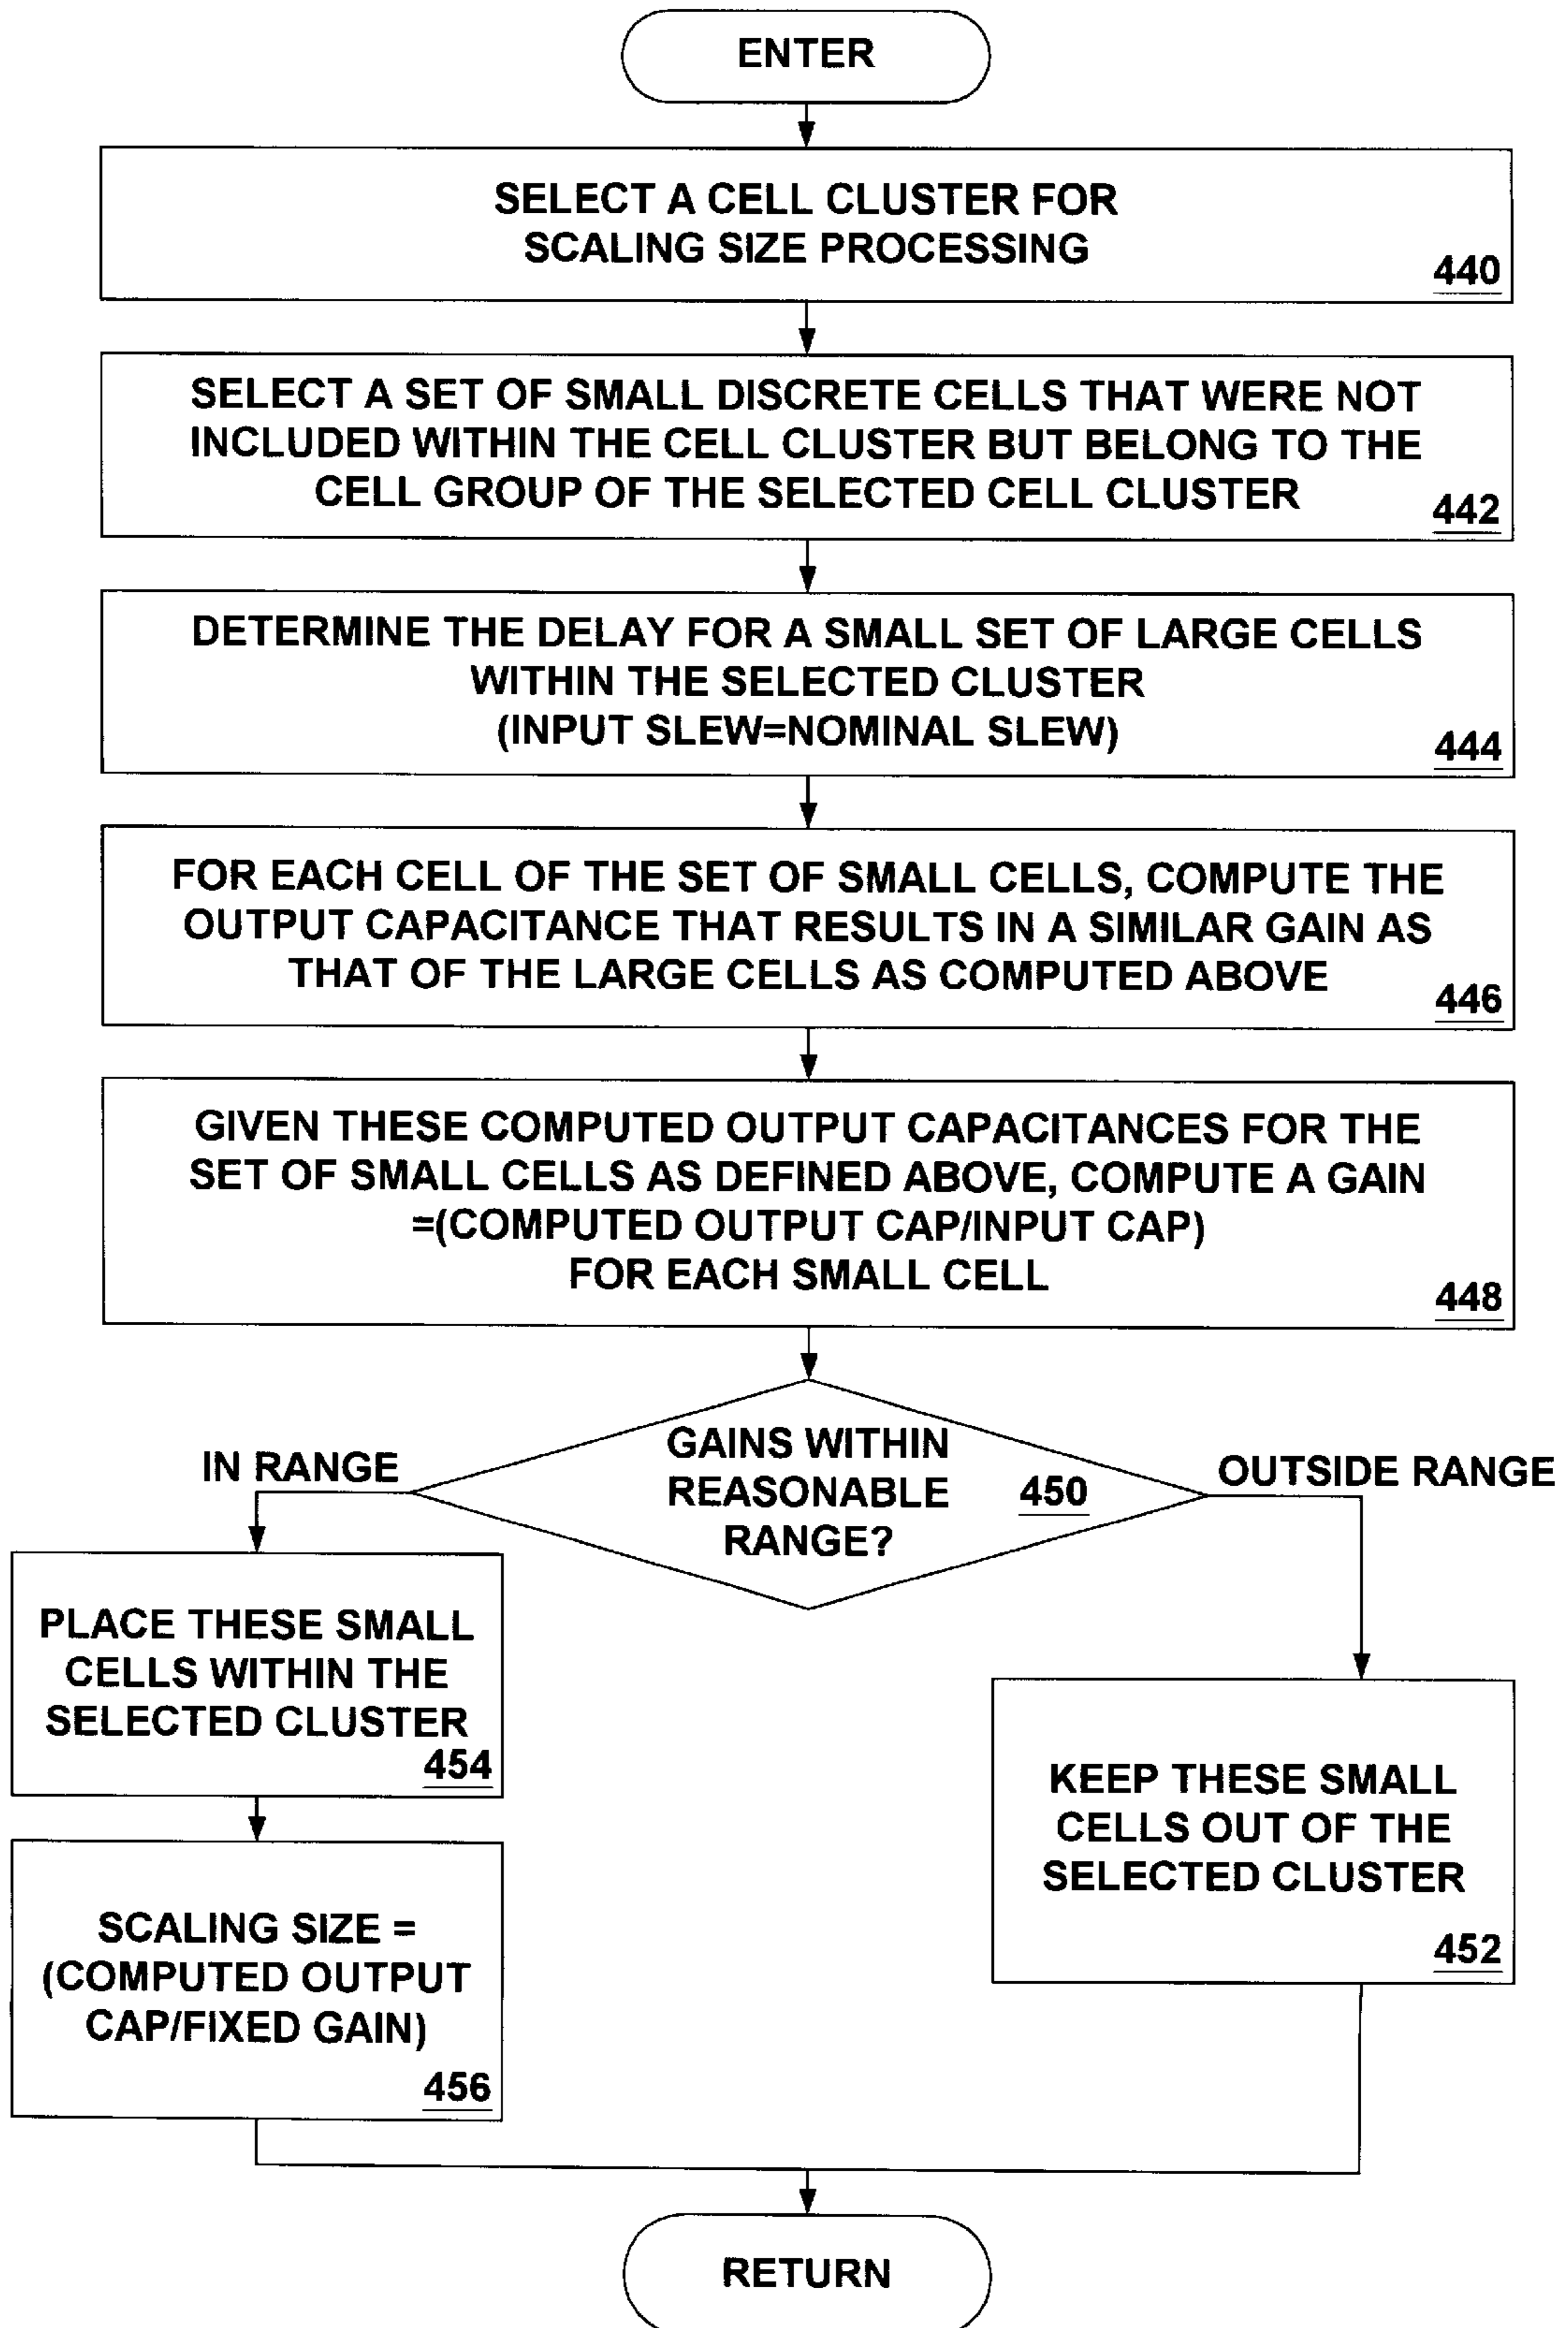 ENTER
SELECT A CELL CLUSTER FOR
SCALING SIZE PROCESSING
440
SELECT A SET OF SMALL DISCRETE CELLS THAT WERE NOT
INCLUDED WITHIN THE CELL CLUSTER BUT BELONG TO THE
CELL GROUP OF THE SELECTED CELL CLUSTER
442
DETERMINE THE DELAY FOR A SMALL SET OF LARGE CELLS
WITHIN THE SELECTED CLUSTER
(INPUT SLEW=NOMINAL SLEW)
444
FOR EACH CELL OF THE SET OF SMALL CELLS, COMPUTE THE
OUTPUT CAPACITANCE THAT RESULTS IN A SIMILAR GAIN AS
THAT OF THE LARGE CELLS AS COMPUTED ABOVE
446
GIVEN THESE COMPUTED OUTPUT CAPACITANCES FOR THE
SET OF SMALL CELLS AS DEFINED ABOVE, COMPUTE A GAIN
=(COMPUTED OUTPUT CAP/INPUT CAP)
FOR EACH SMALL CELL
448
GAINS WITHIN
REASONABLE
RANGE?
450
IN RANGE
OUTSIDE RANGE
PLACE THESE SMALL
CELLS WITHIN THE
SELECTED CLUSTER
454
SCALING SIZE =
(COMPUTED OUTPUT
CAP/FIXED GAIN)
456
KEEP THESE SMALL
CELLS OUT OF THE
SELECTED CLUSTER
452
RETURN